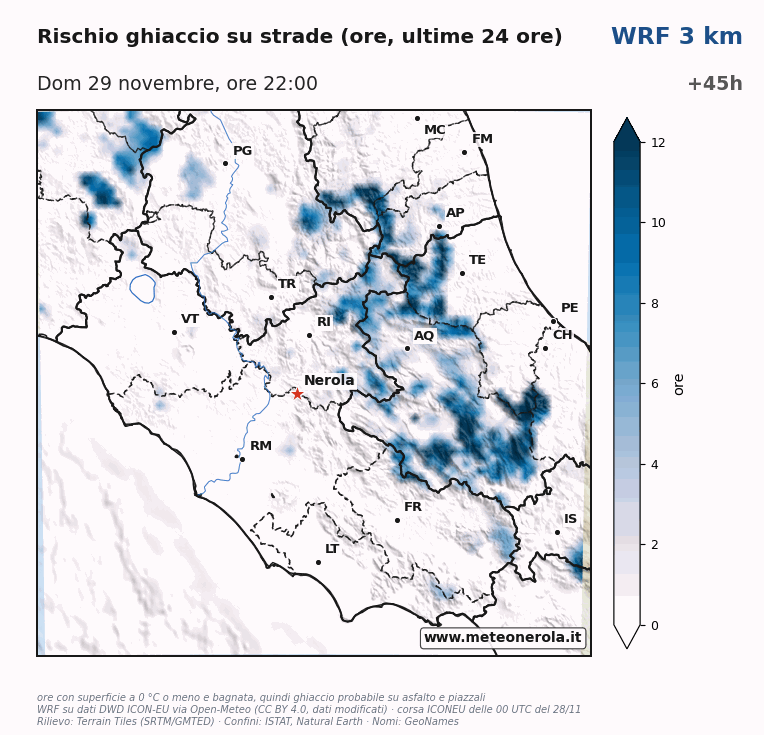 Rischio ghiaccio su strade (ore, ultime 24 ore)
WRF 3 km
Dom 29 novembre, ore 22:00
+45h
MC
FM
PG
AP
TE
TR
PE
VT
RI
AQ
CH
Nerola
RM
FR
IS
LT
www.meteonerola.it
12
10
8
6
4
2
0
ore
ore con superficie a 0 °C o meno e bagnata, quindi ghiaccio probabile su asfalto e piazzali
WRF su dati DWD ICON-EU via Open-Meteo (CC BY 4.0, dati modificati) · corsa ICONEU delle 00 UTC del 28/11
Rilievo: Terrain Tiles (SRTM/GMTED) · Confini: ISTAT, Natural Earth · Nomi: GeoNames